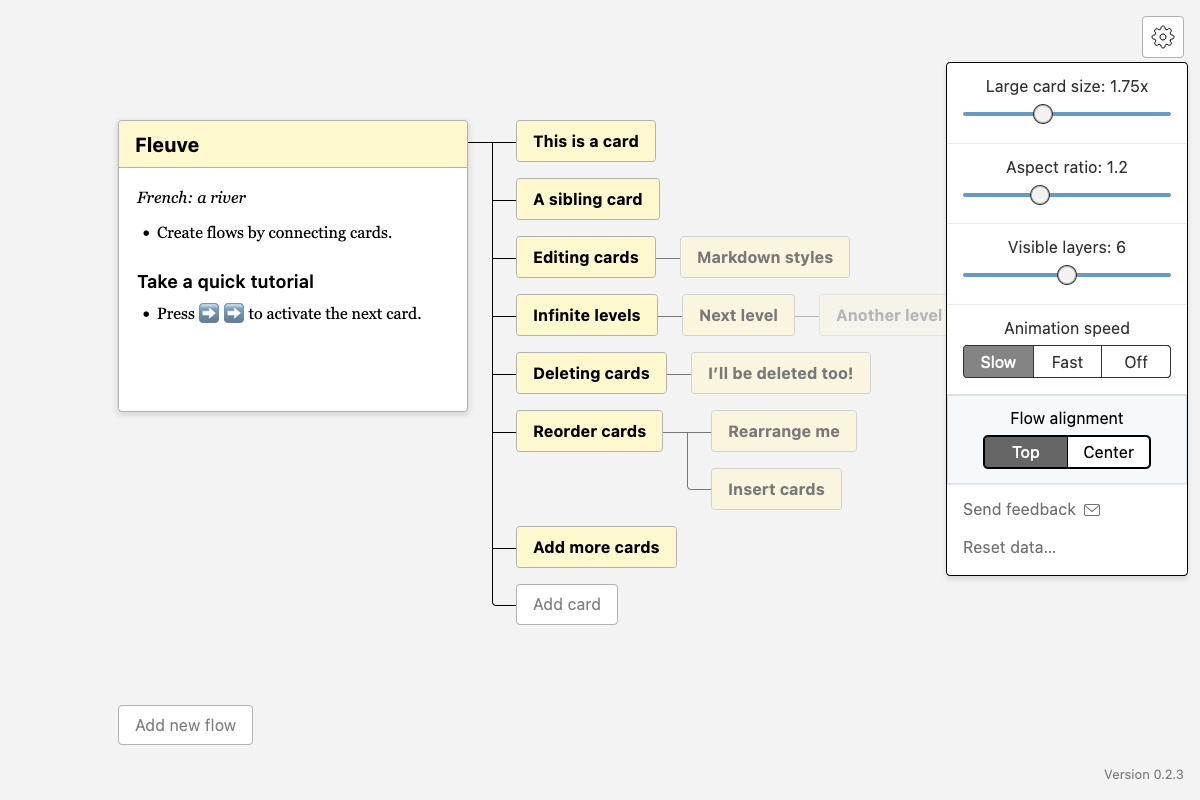 Fleuve
French: a river
• Create flows by connecting cards.
Take a quick tutorial
• Press ➡️ ➡️ to activate the next card.
This is a card
A sibling card
Editing cards
Markdown styles
Infinite levels
Next level
Another level
Deleting cards
I’ll be deleted too!
Reorder cards
Rearrange me
Insert cards
Add more cards
Add card
Add new flow
Large card size: 1.75x
Aspect ratio: 1.2
Visible layers: 6
Animation speed
Slow Fast Off
Flow alignment
Top Center
Send feedback
Reset data...
Version 0.2.3